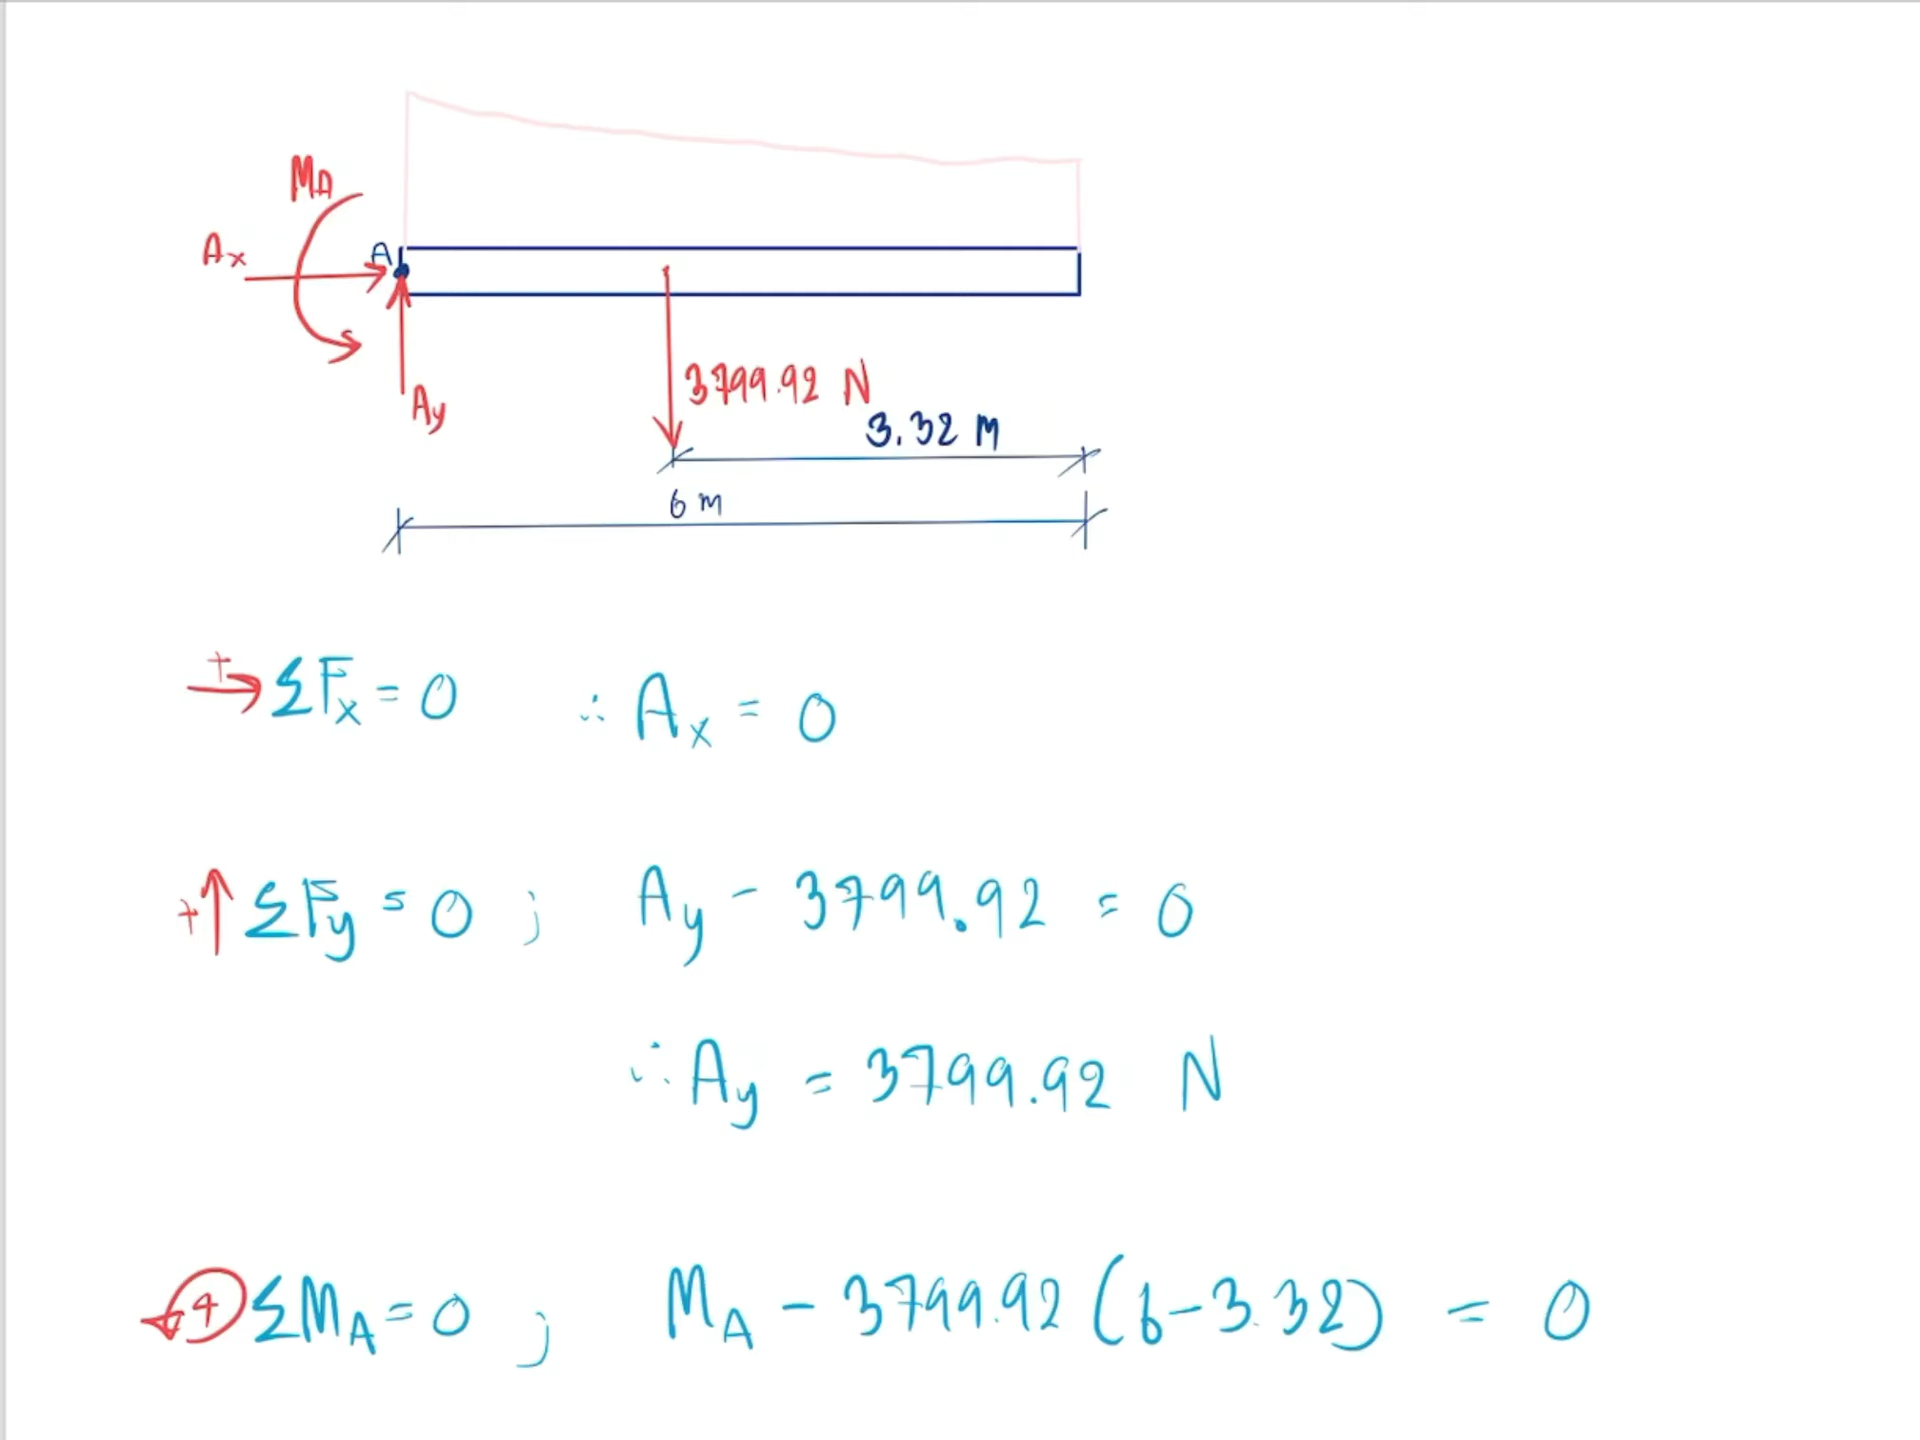 MA
Ax
A
Ay
3799.92 N
3.32 M
6 m
+→ ΣFx = 0 ∴ Ax = 0
+↑ ΣFy = 0 ; Ay - 3799.92 = 0
∴ Ay = 3799.92 N
+ ΣMA = 0 ; MA - 3799.92 (6-3.32) = 0